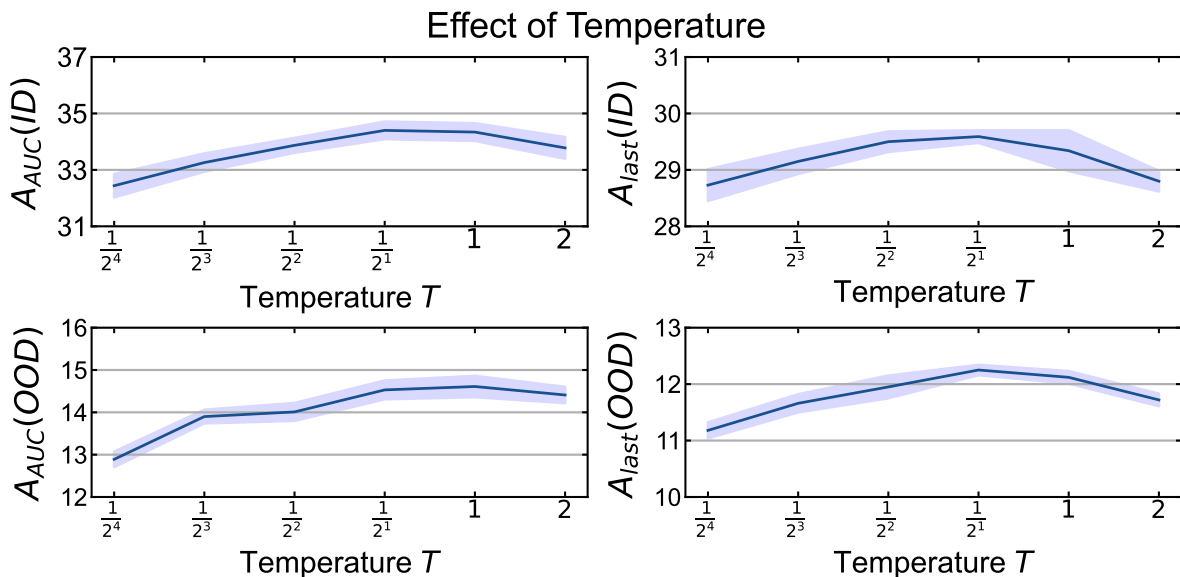 Effect of Temperature
A_AUC(ID)
37
35
33
31
1/2^4 1/2^3 1/2^2 1/2^1 1 2
Temperature T
A_last(ID)
31
30
29
28
1/2^4 1/2^3 1/2^2 1/2^1 1 2
Temperature T
A_AUC(OOD)
16
15
14
13
12
1/2^4 1/2^3 1/2^2 1/2^1 1 2
Temperature T
A_last(OOD)
13
12
11
10
1/2^4 1/2^3 1/2^2 1/2^1 1 2
Temperature T